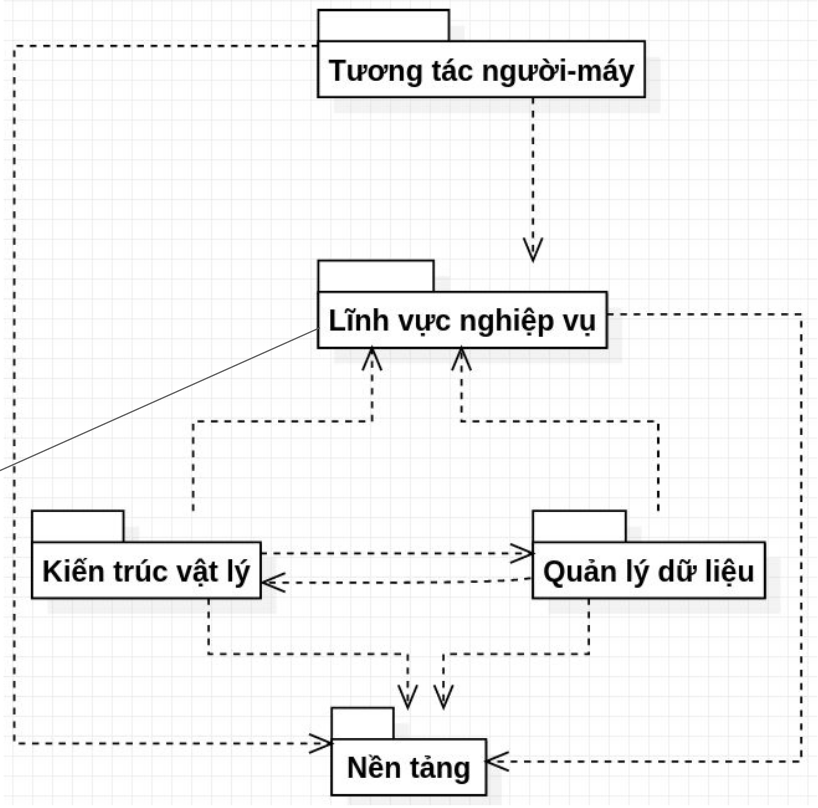 Tương tác người-máy
Lĩnh vực nghiệp vụ
Kiến trúc vật lý
Quản lý dữ liệu
Nền tảng